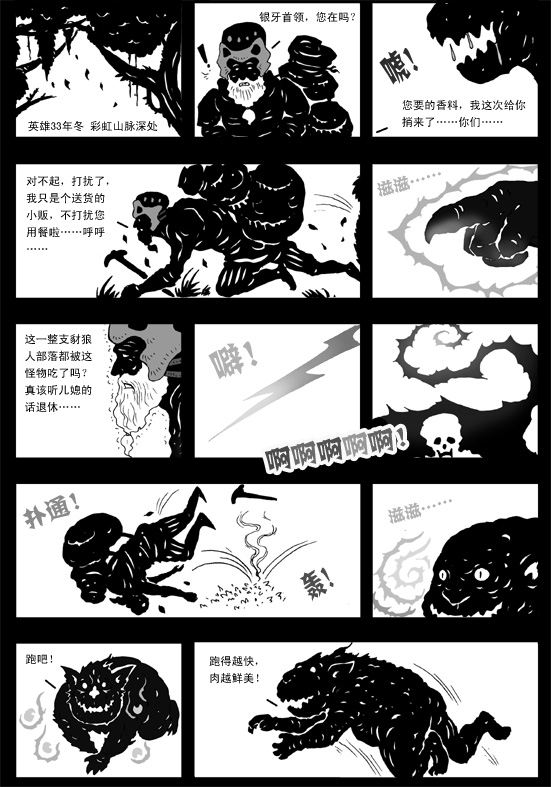 英雄33年冬 彩虹山脉深处
银牙首领，您在吗？
！
唬！
您要的香料，我这次给你
捎来了……你们……
对不起，打扰了，
我只是个送货的
小贩，不打扰您
用餐啦……呼呼
……
滋滋……
这一整支豺狼
人部落都被这
怪物吃了吗？
真该听儿媳的
话退休……
噼！
啊啊啊啊啊！
扑通！
轰！
滋滋……
跑吧！
跑得越快，
肉越鲜美！